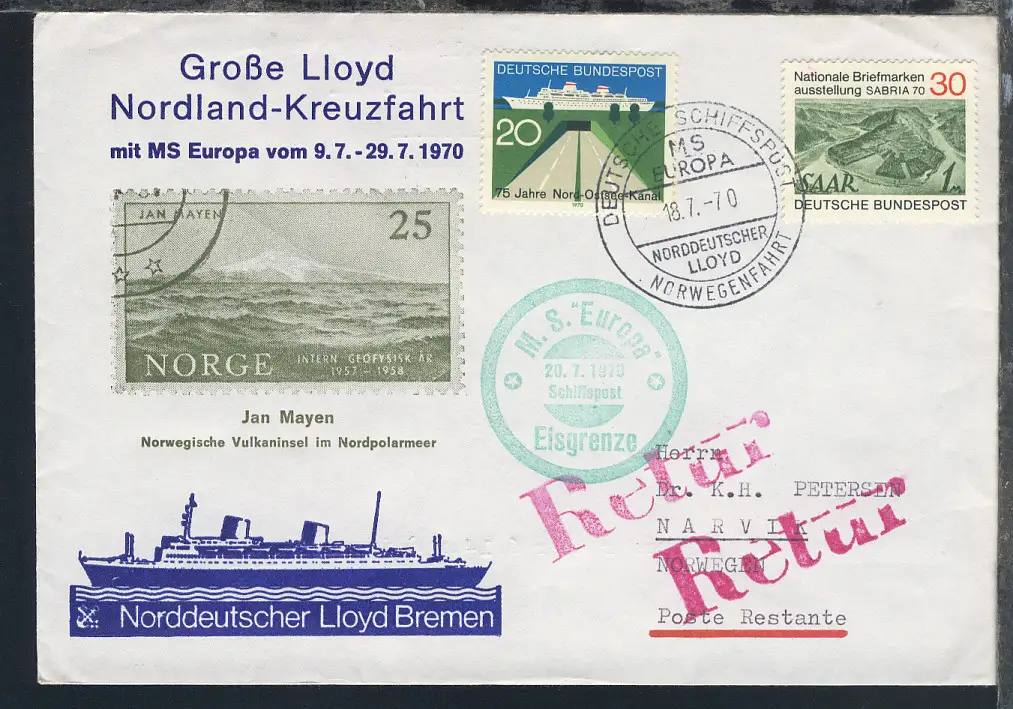 Große Lloyd
Nordland-Kreuzfahrt
mit MS Europa vom 9.7.-29.7.1970
JAN MAYEN
25
NORGE
INTERN GEOFYSISK ÅR
1957 - 1958
Jan Mayen
Norwegische Vulkaninsel im Nordpolarmeer
Norddeutscher Lloyd Bremen
DEUTSCHE BUNDESPOST
20
75 Jahre Nord-Ostsee-Kanal
1970
Nationale Briefmarken
ausstellung SABRIA 70
30
SAAR
1M
DEUTSCHE BUNDESPOST
DEUTSCHE SCHIFFSPOST
MS
EUROPA
18.7.-70
NORDDEUTSCHER
LLOYD
NORWEGENFAHRT
M. S. "Europa"
20. 7. 1970
Schiffspost
Eisgrenze
Retur
Retur
Herrn
Dr. K.H. PETERSEN
NARVIK
NORWEGEN
Poste Restante